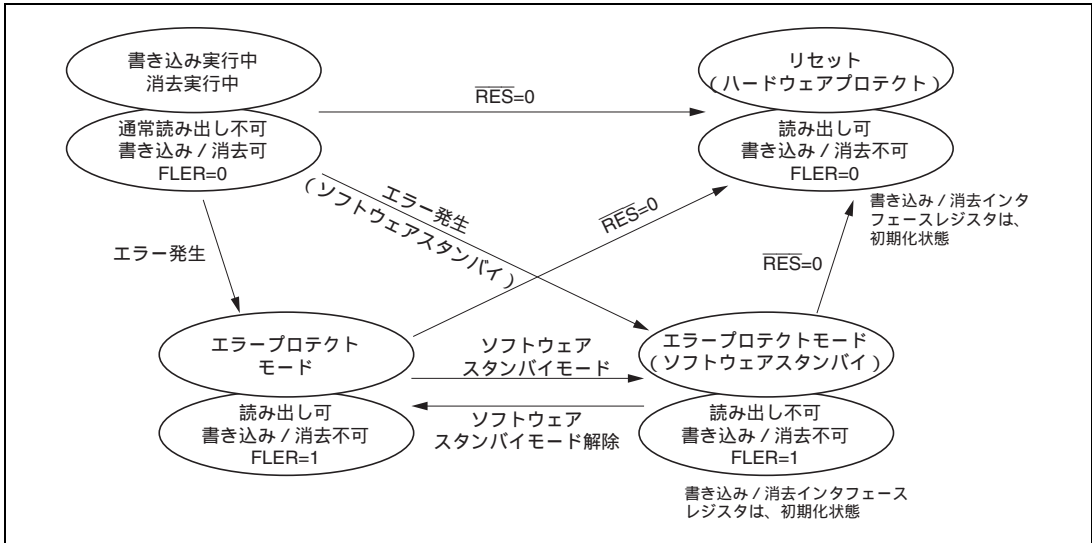 書き込み実行中
消去実行中
通常読み出し不可
書き込み / 消去可
FLER=0
RES=0
リセット
(ハードウェアプロテクト)
読み出し可
書き込み / 消去不可
FLER=0
書き込み / 消去インタ
フェースレジスタは、
初期化状態
エラー発生
(ソフトウェアスタンバイ)
RES=0
エラー発生
RES=0
エラープロテクト
モード
読み出し可
書き込み / 消去不可
FLER=1
ソフトウェア
スタンバイモード
ソフトウェア
スタンバイモード解除
エラープロテクトモード
(ソフトウェアスタンバイ)
読み出し不可
書き込み / 消去不可
FLER=1
書き込み / 消去インタフェース
レジスタは、初期化状態